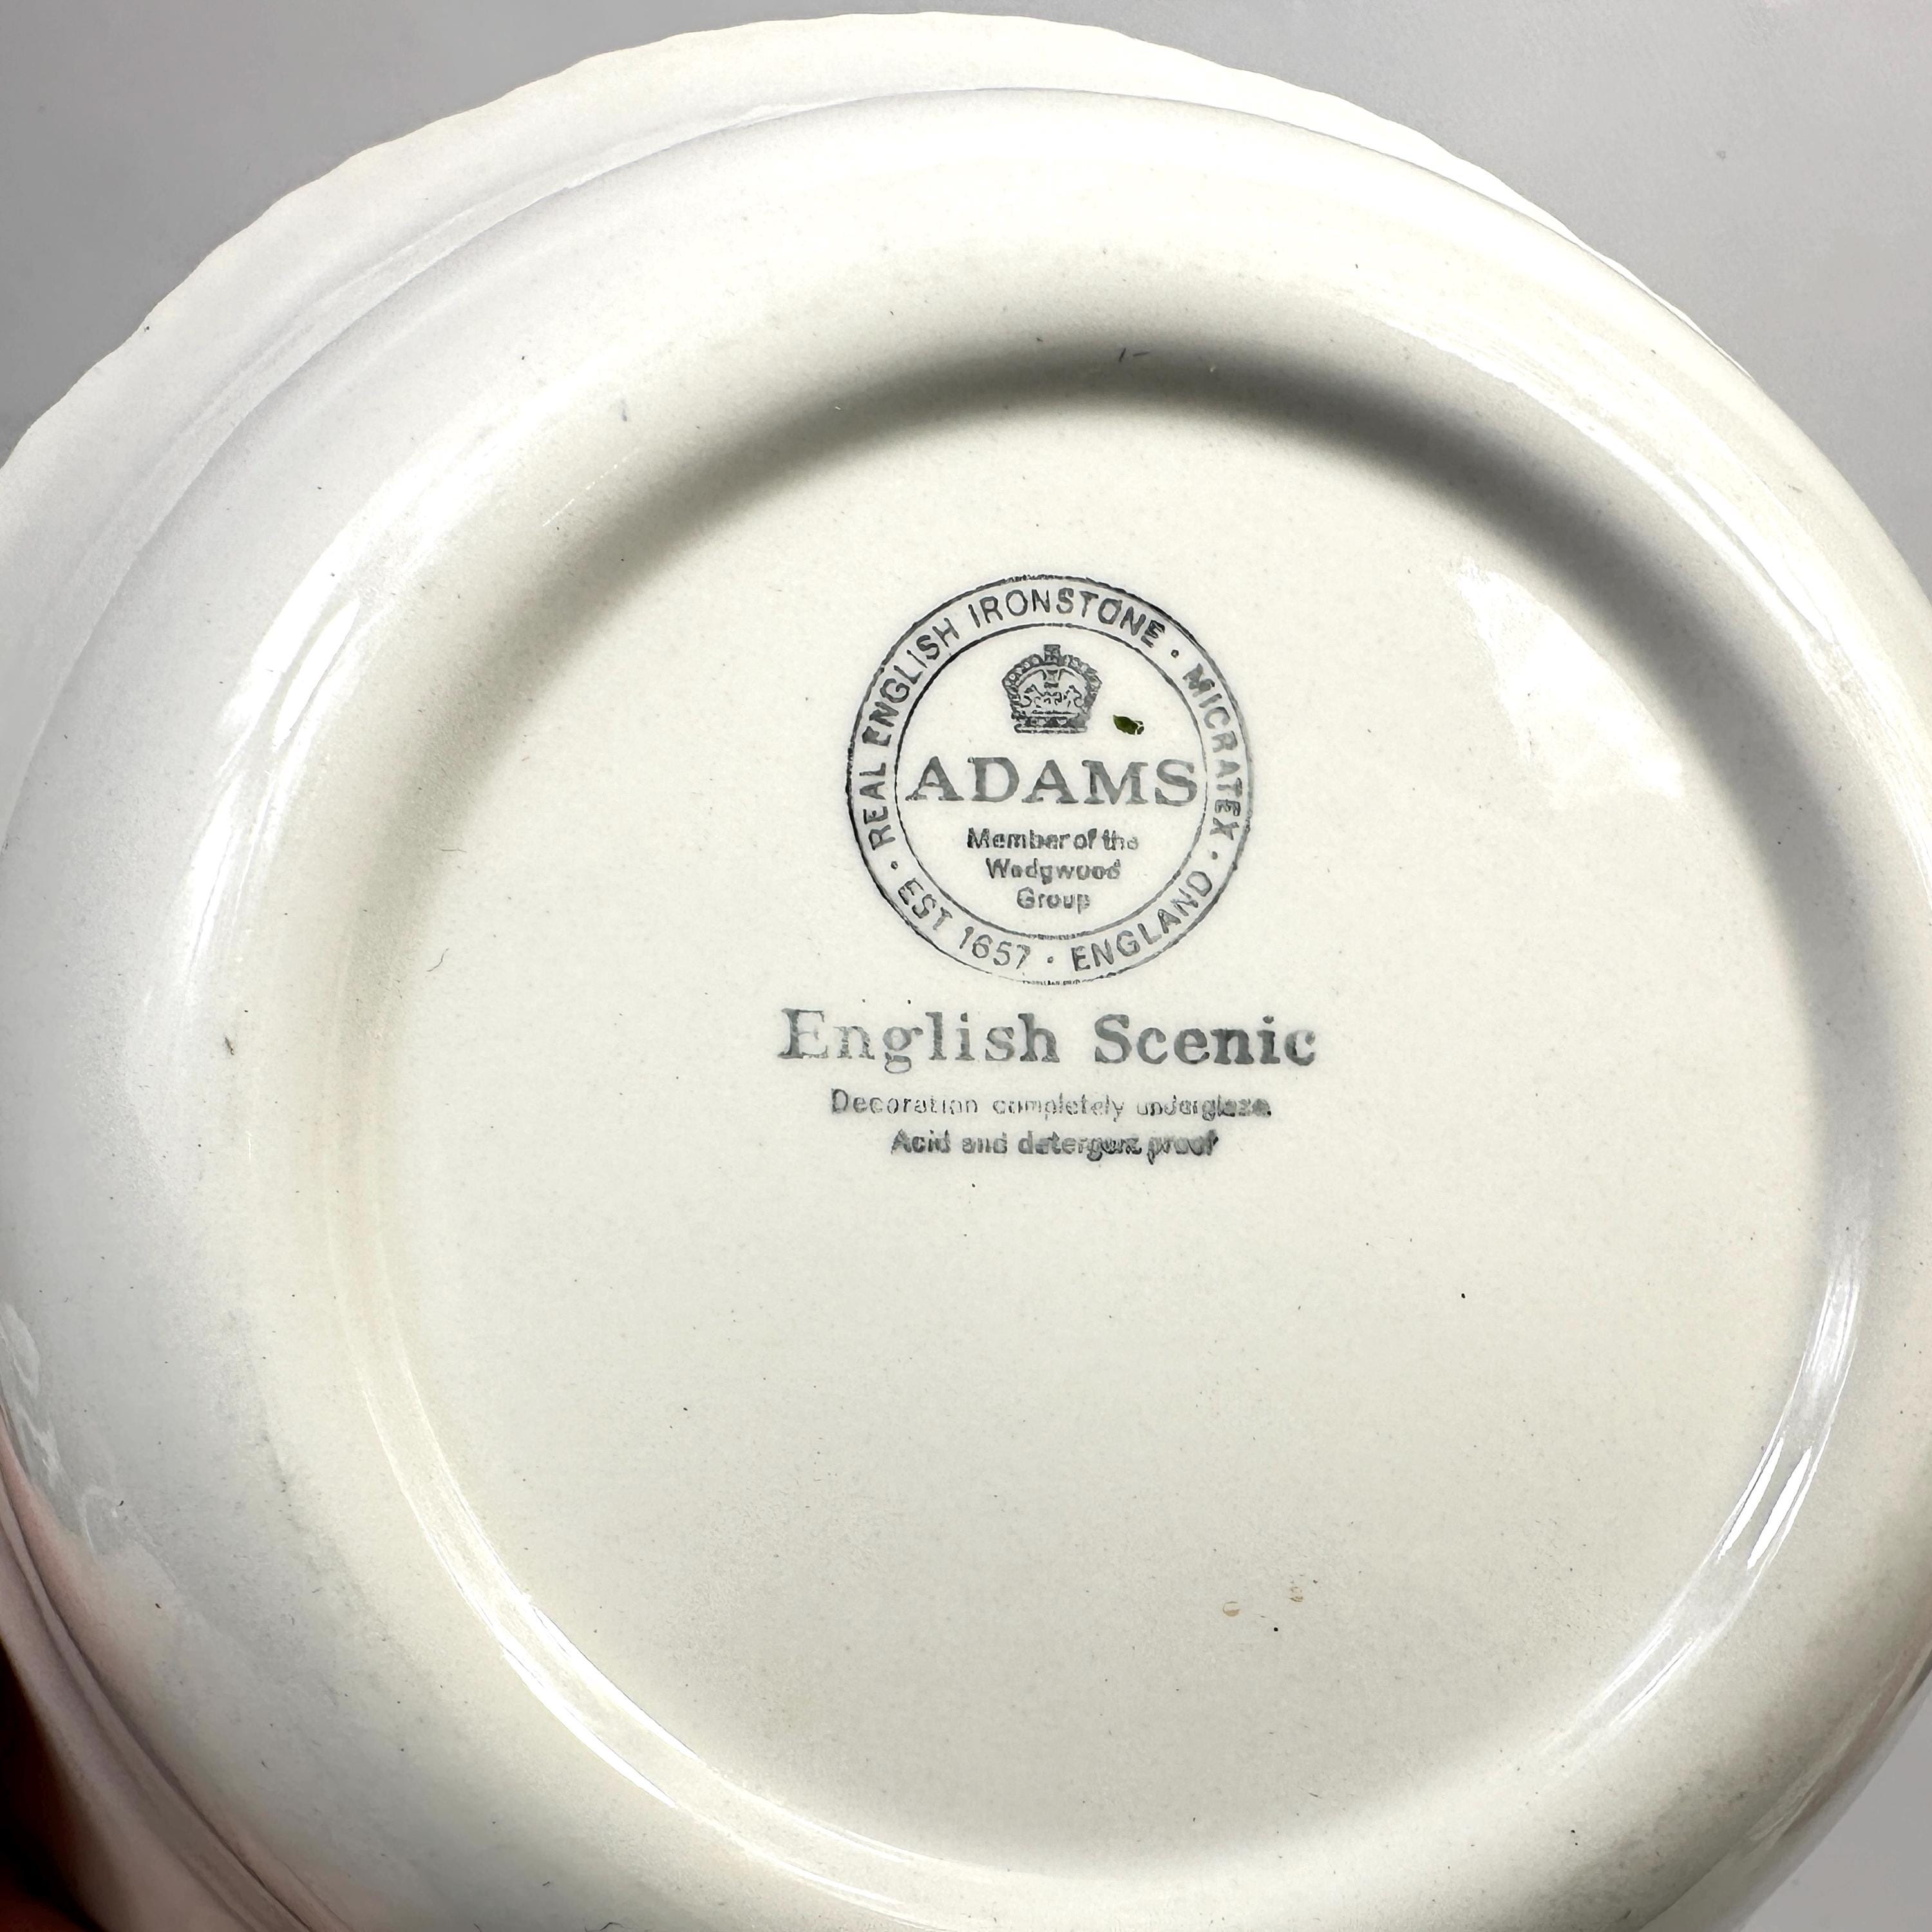 REAL ENGLISH IRONSTONE · MICRATEX ·
ADAMS
Member of the
Wedgwood
Group
EST 1657 · ENGLAND
English Scenic
Decoration completely underglaze.
Acid and detergent proof